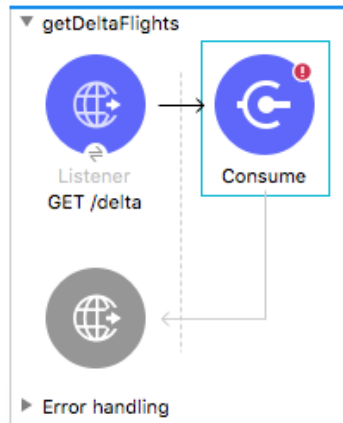 getDeltaFlights
Listener
Consume
GET /delta
Error handling